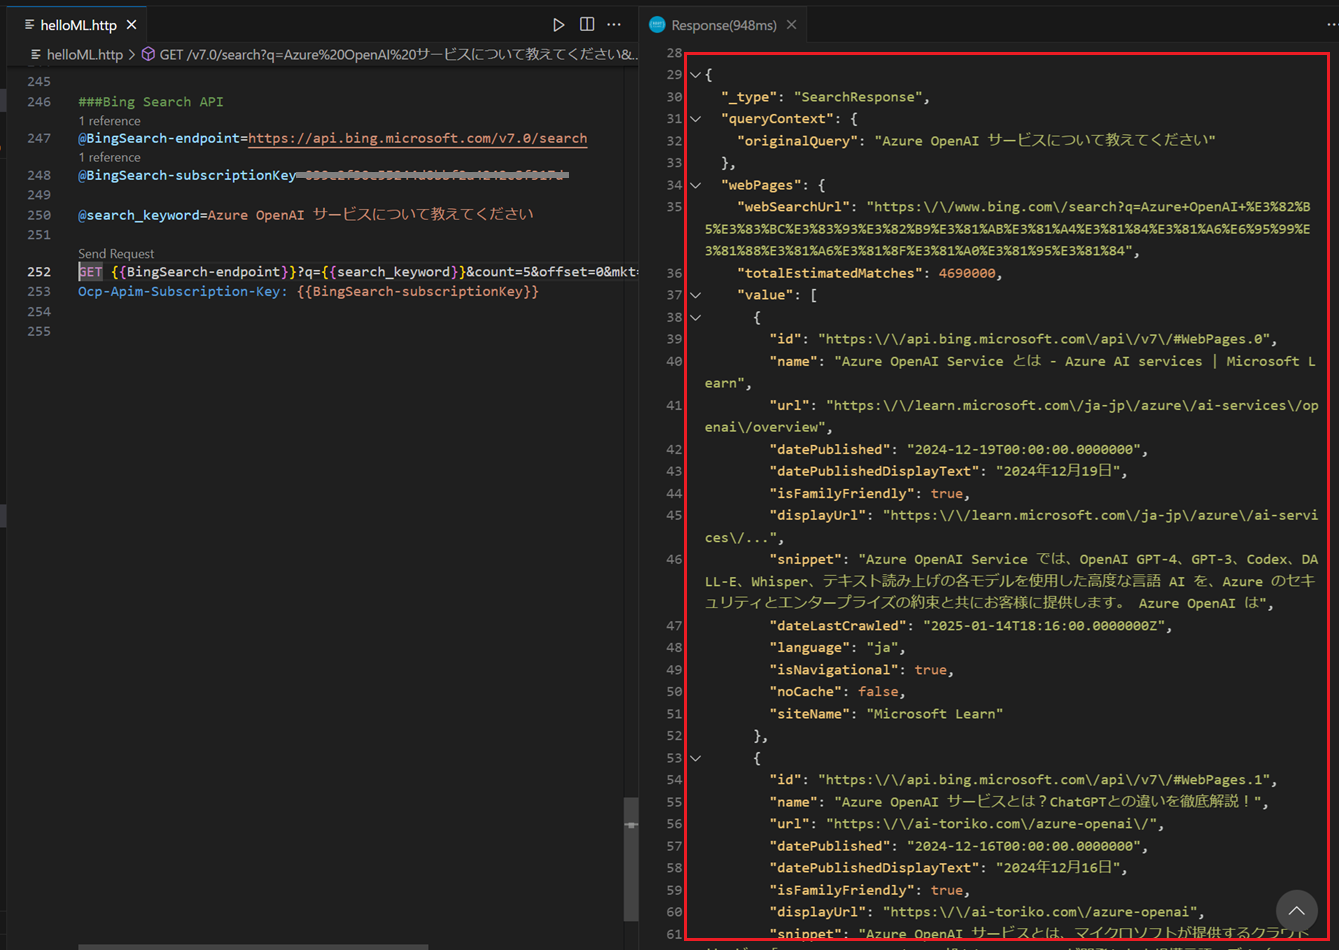 helloML.http
helloML.http > GET /v7.0/search?q=Azure%20OpenAI%20サービスについて教えてください&..
245
246 ###Bing Search API
1 reference
247 @BingSearch-endpoint=https://api.bing.microsoft.com/v7.0/search
1 reference
248 @BingSearch-subscriptionKey
249
250 @search_keyword=Azure OpenAI サービスについて教えてください
251
Send Request
252 GET {{BingSearch-endpoint}}?q={{search_keyword}}&count=5&offset=0&mkt=
253 Ocp-Apim-Subscription-Key: {{BingSearch-subscriptionKey}}
254
255
Response(948ms)
28
29 {
30 "_type": "SearchResponse",
31 "queryContext": {
32 "originalQuery": "Azure OpenAI サービスについて教えてください"
33 },
34 "webPages": {
35 "webSearchUrl": "https:\/\/www.bing.com\/search?q=Azure+OpenAI+%E3%82%B
5%E3%83%BC%E3%83%93%E3%82%B9%E3%81%AB%E3%81%A4%E3%81%84%E3%81%A6%E6%95%99%E
3%81%88%E3%81%A6%E3%81%8F%E3%81%A0%E3%81%95%E3%81%84",
36 "totalEstimatedMatches": 4690000,
37 "value": [
38 {
39 "id": "https:\/\/api.bing.microsoft.com\/api\/v7\/#WebPages.0",
40 "name": "Azure OpenAI Service とは - Azure AI services | Microsoft L
earn",
41 "url": "https:\/\/learn.microsoft.com\/ja-jp\/azure\/ai-services\/op
enai\/overview",
42 "datePublished": "2024-12-19T00:00:00.0000000",
43 "datePublishedDisplayText": "2024年12月19日",
44 "isFamilyFriendly": true,
45 "displayUrl": "https:\/\/learn.microsoft.com\/ja-jp\/azure\/ai-servi
ces\/...",
46 "snippet": "Azure OpenAI Service では、OpenAI GPT-4、GPT-3、Codex、DA
LL-E、Whisper、テキスト読み上げの各モデルを使用した高度な言語 AI を、Azure のセキ
ュリティとエンタープライズの約束と共にお客様に提供します。 Azure OpenAI は",
47 "dateLastCrawled": "2025-01-14T18:16:00.0000000Z",
48 "language": "ja",
49 "isNavigational": true,
50 "noCache": false,
51 "siteName": "Microsoft Learn"
52 },
53 {
54 "id": "https:\/\/api.bing.microsoft.com\/api\/v7\/#WebPages.1",
55 "name": "Azure OpenAI サービスとは？ChatGPTとの違いを徹底解説！",
56 "url": "https:\/\/ai-toriko.com\/azure-openai\/",
57 "datePublished": "2024-12-16T00:00:00.0000000",
58 "datePublishedDisplayText": "2024年12月16日",
59 "isFamilyFriendly": true,
60 "displayUrl": "https:\/\/ai-toriko.com\/azure-openai",
61 "snippet": "Azure OpenAI サービスとは、マイクロソフトが提供するクラウド